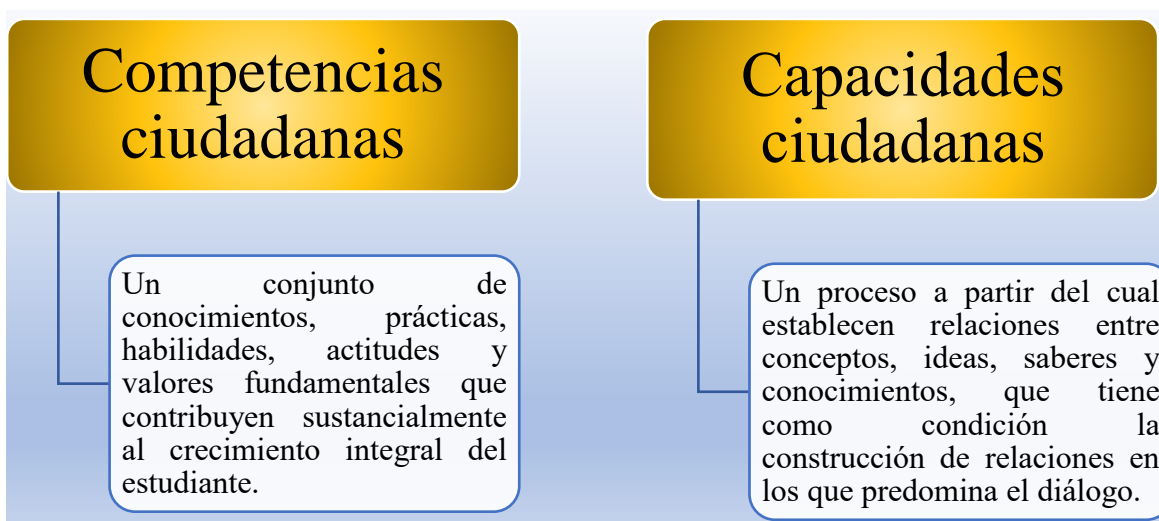 Competencias
ciudadanas
Un conjunto de
conocimientos, prácticas,
habilidades, actitudes y
valores fundamentales que
contribuyen sustancialmente
al crecimiento integral del
estudiante.
Capacidades
ciudadanas
Un proceso a partir del cual
establecen relaciones entre
conceptos, ideas, saberes y
conocimientos, que tiene
como condición la
construcción de relaciones en
los que predomina el diálogo.